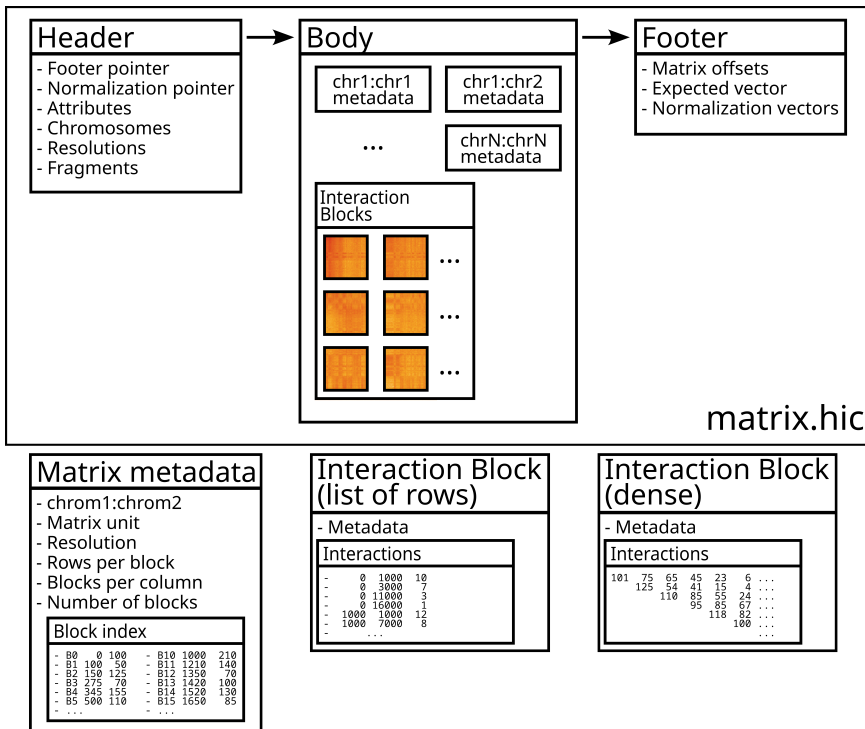 Header
- Footer pointer
- Normalization pointer
- Attributes
- Chromosomes
- Resolutions
- Fragments
Body
chr1:chr1
metadata
chr1:chr2
metadata
...
chrN:chrN
metadata
Interaction
Blocks
...
...
...
Footer
- Matrix offsets
- Expected vector
- Normalization vectors
matrix.hic
Matrix metadata
- chrom1:chrom2
- Matrix unit
- Resolution
- Rows per block
- Blocks per column
- Number of blocks
Block index
- B0 0 100 - B10 1000 210
- B1 100 50 - B11 1210 140
- B2 150 125 - B12 1350 70
- B3 275 70 - B13 1420 100
- B4 345 155 - B14 1520 130
- B5 500 110 - B15 1650 85
- ... - ...
Interaction Block
(list of rows)
- Metadata
Interactions
- 0 1000 10
- 0 3000 7
- 0 11000 3
- 0 16000 1
- 1000 1000 12
- 1000 7000 8
- ...
Interaction Block
(dense)
- Metadata
Interactions
101 75 65 45 23 6 ...
125 54 41 15 4 ...
110 85 55 24 ...
95 85 67 ...
118 82 ...
100 ...
...